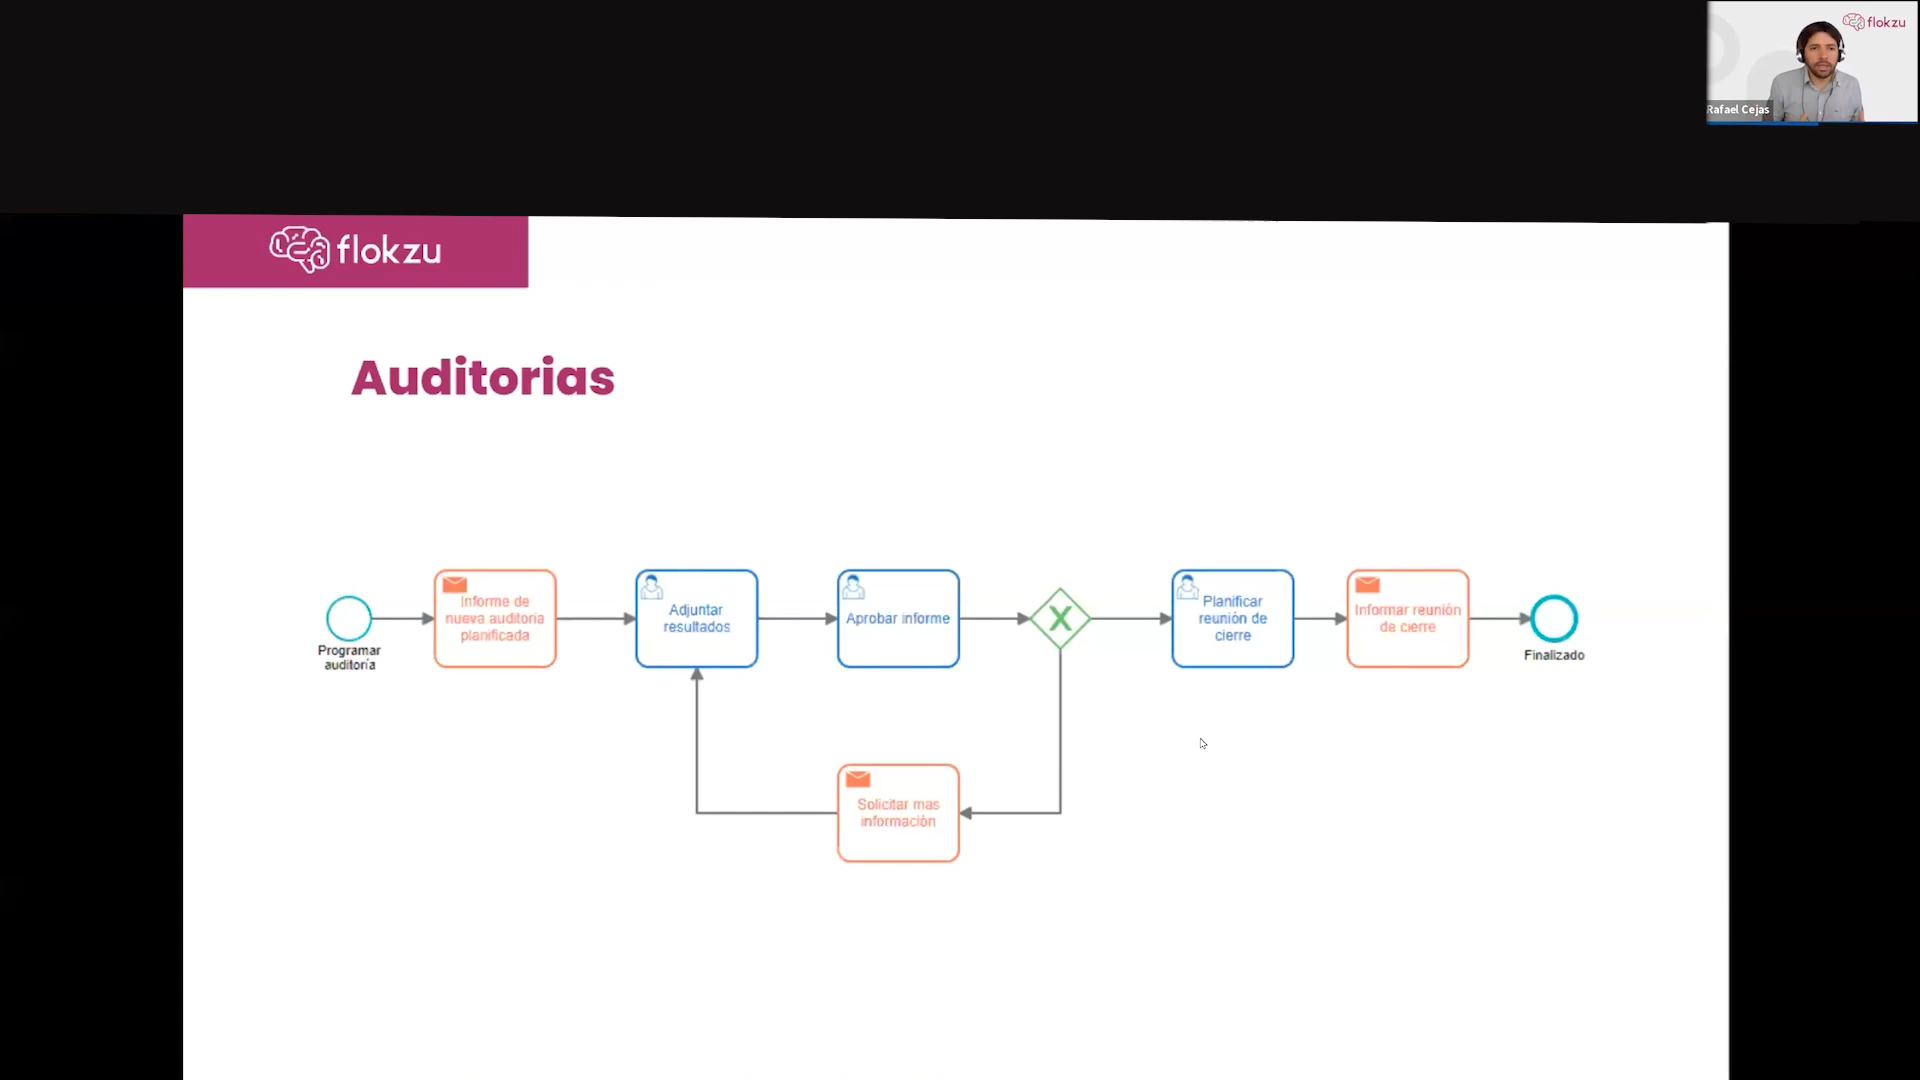 flokzu
Rafael Cejas
flokzu
Auditorias
Programar
auditoría
Informe de
nueva auditoria
planificada
Adjuntar
resultados
Aprobar informe
X
Planificar
reunión de
cierre
Informar reunión
de cierre
Finalizado
Solicitar mas
información